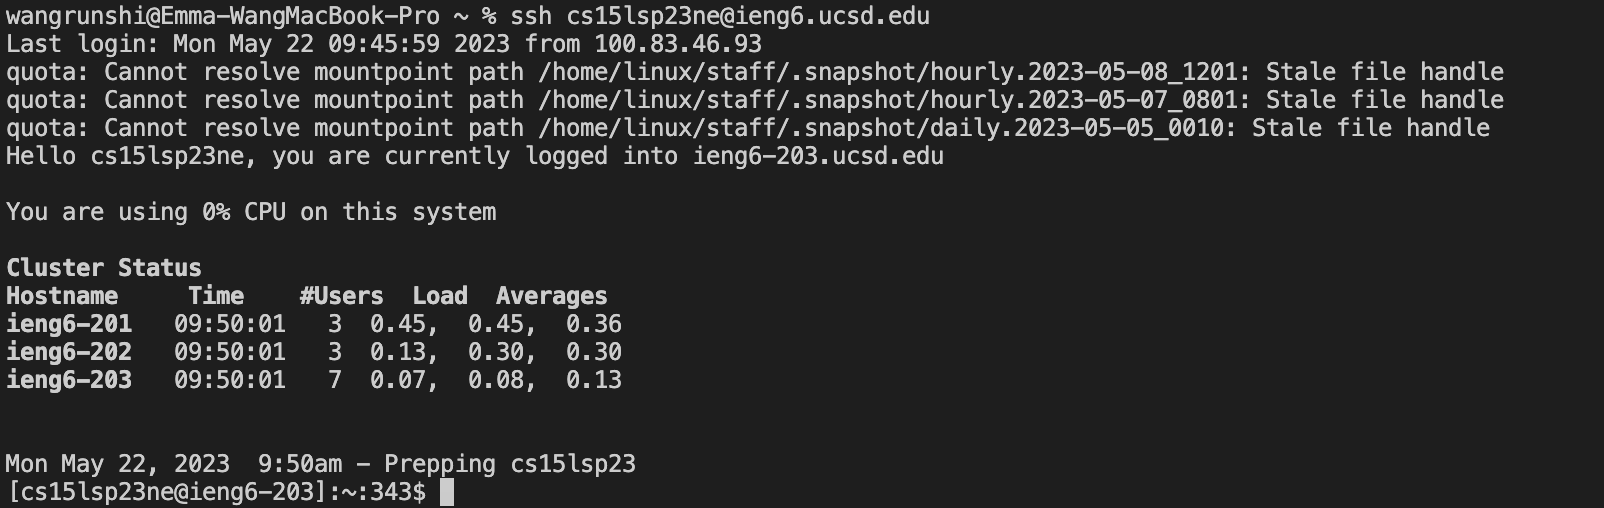 wangrunshi@Emma-WangMacBook-Pro ~ % ssh cs15lsp23ne@ieng6.ucsd.edu
Last login: Mon May 22 09:45:59 2023 from 100.83.46.93
quota: Cannot resolve mountpoint path /home/linux/staff/.snapshot/hourly.2023-05-08_1201: Stale file handle
quota: Cannot resolve mountpoint path /home/linux/staff/.snapshot/hourly.2023-05-07_0801: Stale file handle
quota: Cannot resolve mountpoint path /home/linux/staff/.snapshot/daily.2023-05-05_0010: Stale file handle
Hello cs15lsp23ne, you are currently logged into ieng6-203.ucsd.edu
You are using 0% CPU on this system
Cluster Status
Hostname     Time    #Users  Load  Averages
ieng6-201   09:50:01   3  0.45,  0.45,  0.36
ieng6-202   09:50:01   3  0.13,  0.30,  0.30
ieng6-203   09:50:01   7  0.07,  0.08,  0.13
Mon May 22, 2023  9:50am - Prepping cs15lsp23
[cs15lsp23ne@ieng6-203]:~:343$